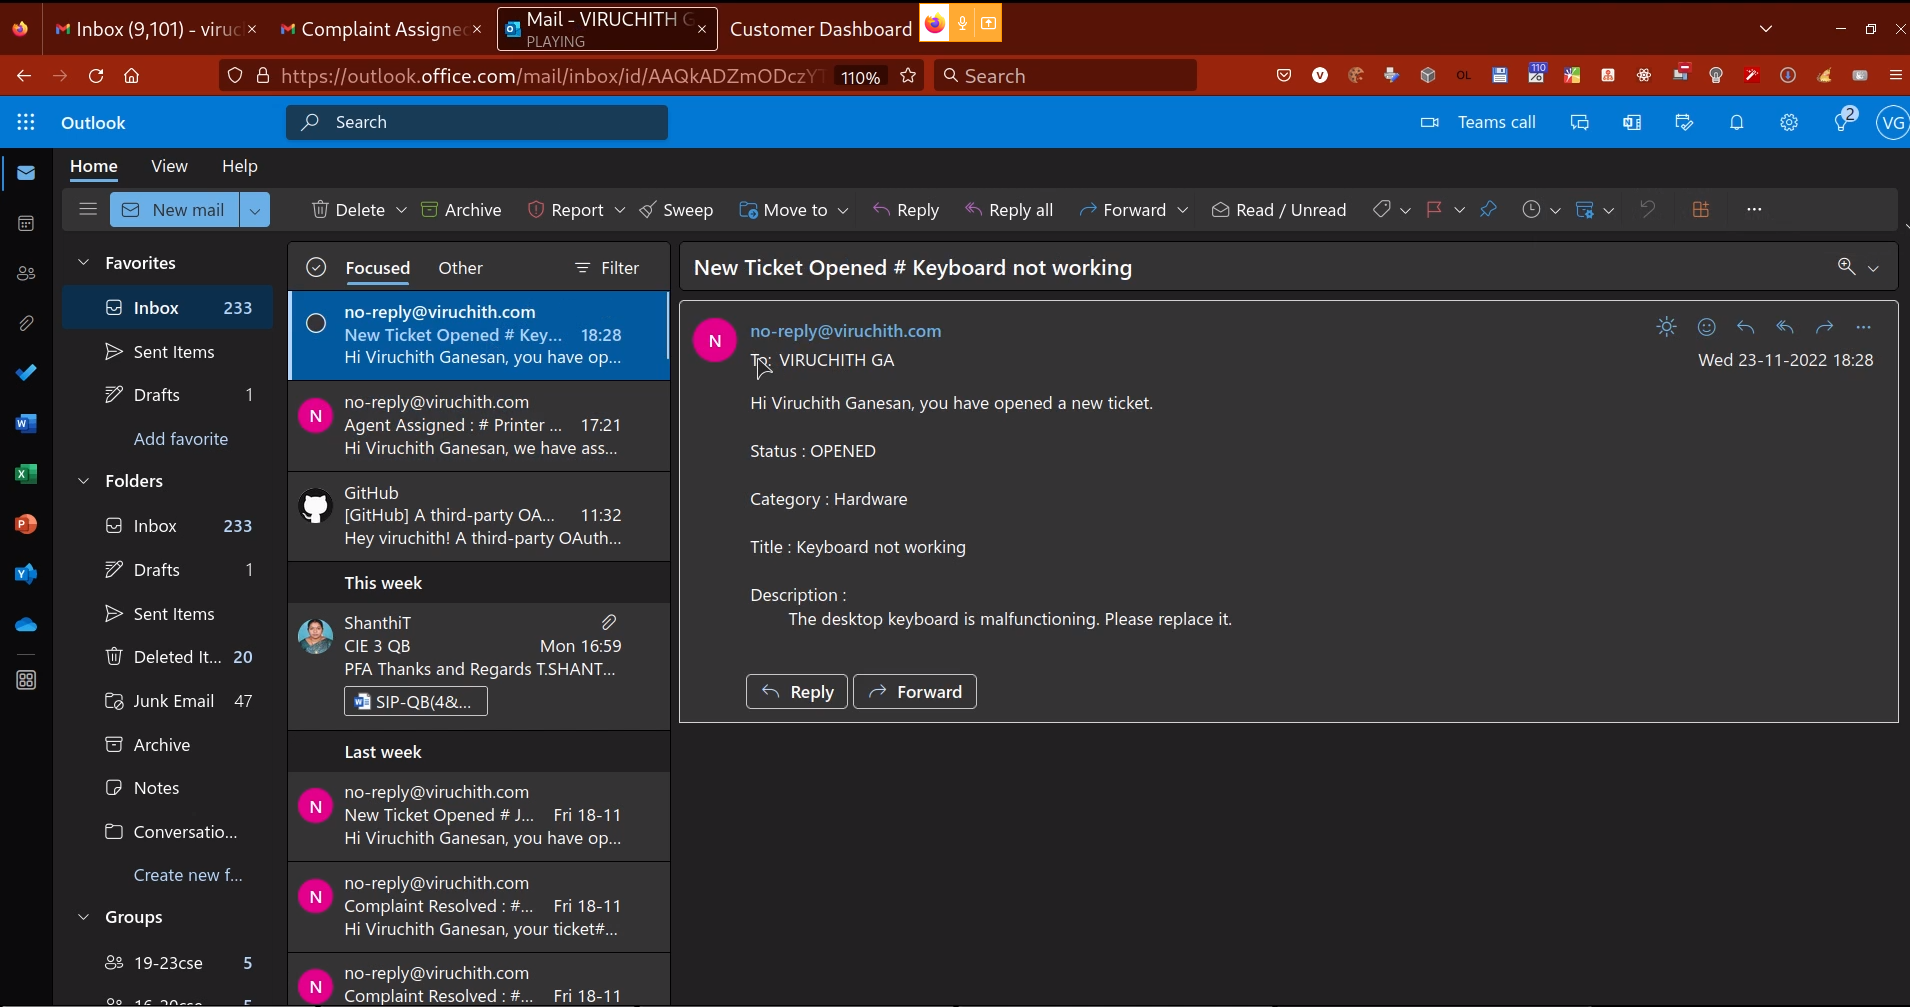 Inbox (9,101) - viruc
Complaint Assigned
Mail - VIRUCHITH G
PLAYING
Customer Dashboard
https://outlook.office.com/mail/inbox/id/AAQkADZmODczYT
110%
Search
OL
110
Outlook
Search
Teams call
2
VG
Home
View
Help
New mail
Delete
Archive
Report
Sweep
Move to
Reply
Reply all
Forward
Read / Unread
Favorites
Inbox 233
Sent Items
Drafts 1
Add favorite
Folders
Inbox 233
Drafts 1
Sent Items
Deleted It... 20
Junk Email 47
Archive
Notes
Conversatio...
Create new f...
Groups
19-23cse 5
16-20cse 5
Focused
Other
Filter
no-reply@viruchith.com
New Ticket Opened # Key... 18:28
Hi Viruchith Ganesan, you have op...
N
no-reply@viruchith.com
Agent Assigned : # Printer ... 17:21
Hi Viruchith Ganesan, we have ass...
GitHub
[GitHub] A third-party OA... 11:32
Hey viruchith! A third-party OAuth...
This week
ShanthiT
CIE 3 QB Mon 16:59
PFA Thanks and Regards T.SHANT...
SIP-QB(4&...
Last week
N
no-reply@viruchith.com
New Ticket Opened # J... Fri 18-11
Hi Viruchith Ganesan, you have op...
N
no-reply@viruchith.com
Complaint Resolved : #... Fri 18-11
Hi Viruchith Ganesan, your ticket#...
N
no-reply@viruchith.com
Complaint Resolved : #... Fri 18-11
New Ticket Opened # Keyboard not working
N
no-reply@viruchith.com
To: VIRUCHITH GA
Wed 23-11-2022 18:28
Hi Viruchith Ganesan, you have opened a new ticket.
Status : OPENED
Category : Hardware
Title : Keyboard not working
Description :
The desktop keyboard is malfunctioning. Please replace it.
Reply
Forward